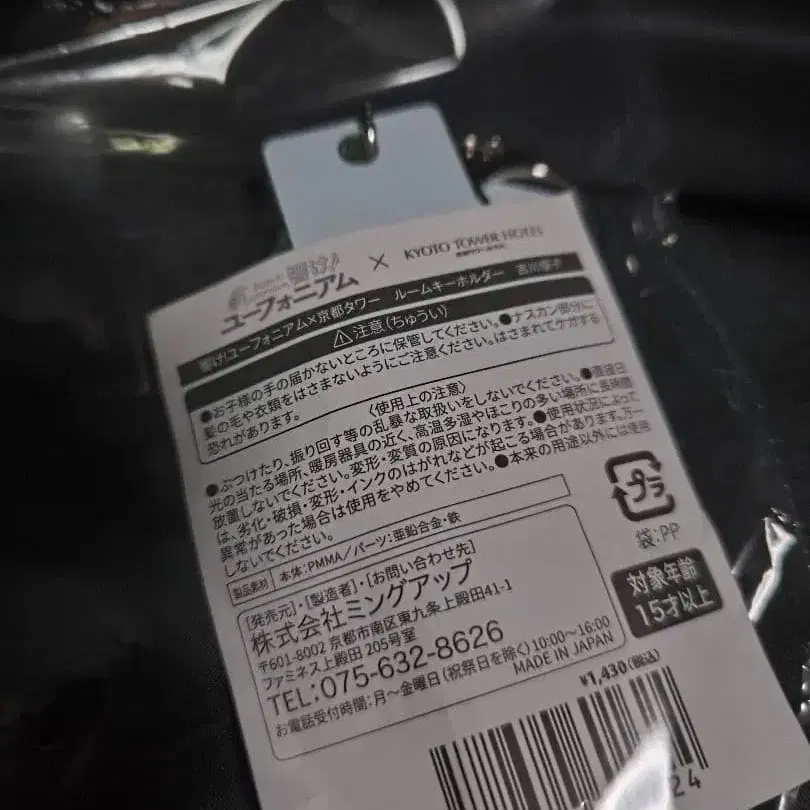 響け!
ユーフォニアム
×
KYOTO TOWER HOTEL
響け!ユーフォニアム×京都タワー ルームキーホルダー 吉川優子
注意(ちゅうい)
●お子様の手の届かないところに保管してください。●ナスカン部分に
髪の毛や衣類をはさまないようにご注意ください。はさまれてケガする
恐れがあります。
〈使用上の注意〉
●ぶつけたり、振り回す等の乱暴な取扱いをしないでください。●直射日
光の当たる場所、暖房器具の近く、高温多湿やほこりの多い場所に長時間
放置しないでください。変形・変質の原因になります。●使用状況によって
は、劣化・破損・変形・インクのはがれなどが起こる場合があります。万一
異常があった場合は使用をやめてください。●本来の用途以外には使用
しないでください。
製品素材 本体:PMMA/パーツ:亜鉛合金・鉄
プラ
袋:PP
[発売元]・[製造者]・[お問い合わせ先]
株式会社ミングアップ
〒601-8002 京都市南区東九条上殿田41-1
ファミネス上殿田 205号室
TEL:075-632-8626
お電話受付時間:月〜金曜日(祝祭日を除く)10:00〜16:00
MADE IN JAPAN
対象年齢
15才以上
¥1,430(税込)
24